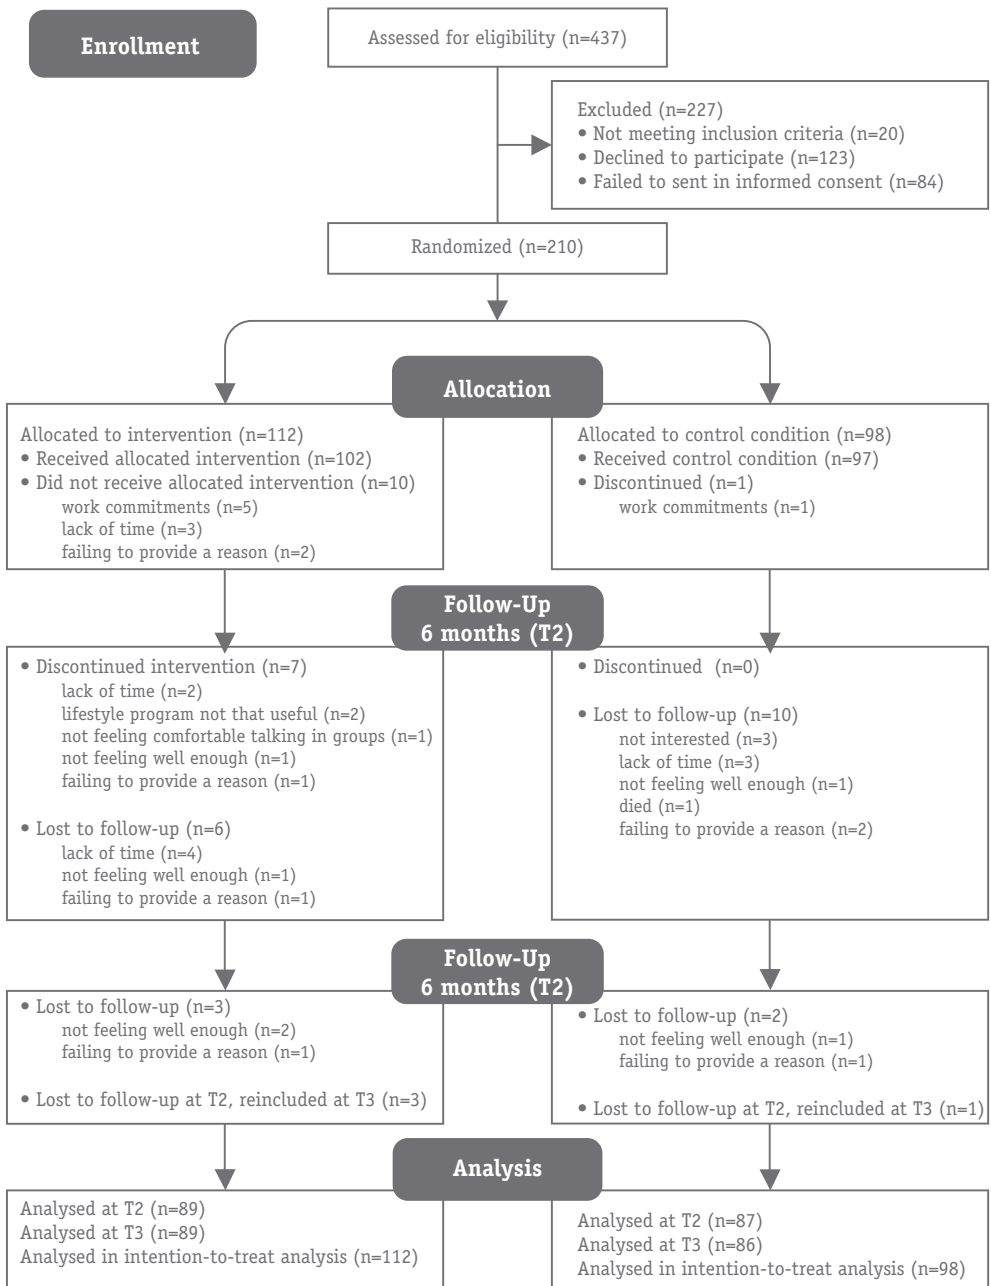 Enrollment
Assessed for eligibility (n=437)
Excluded (n=227)
• Not meeting inclusion criteria (n=20)
• Declined to participate (n=123)
• Failed to sent in informed consent (n=84)
Randomized (n=210)
Allocation
Allocated to intervention (n=112)
• Received allocated intervention (n=102)
• Did not receive allocated intervention (n=10)
work commitments (n=5)
lack of time (n=3)
failing to provide a reason (n=2)
Allocated to control condition (n=98)
• Received control condition (n=97)
• Discontinued (n=1)
work commitments (n=1)
Follow-Up
6 months (T2)
• Discontinued intervention (n=7)
lack of time (n=2)
lifestyle program not that useful (n=2)
not feeling comfortable talking in groups (n=1)
not feeling well enough (n=1)
failing to provide a reason (n=1)
• Lost to follow-up (n=6)
lack of time (n=4)
not feeling well enough (n=1)
failing to provide a reason (n=1)
• Discontinued (n=0)
• Lost to follow-up (n=10)
not interested (n=3)
lack of time (n=3)
not feeling well enough (n=1)
died (n=1)
failing to provide a reason (n=2)
Follow-Up
6 months (T2)
• Lost to follow-up (n=3)
not feeling well enough (n=2)
failing to provide a reason (n=1)
• Lost to follow-up at T2, reincluded at T3 (n=3)
• Lost to follow-up (n=2)
not feeling well enough (n=1)
failing to provide a reason (n=1)
• Lost to follow-up at T2, reincluded at T3 (n=1)
Analysis
Analysed at T2 (n=89)
Analysed at T3 (n=89)
Analysed in intention-to-treat analysis (n=112)
Analysed at T2 (n=87)
Analysed at T3 (n=86)
Analysed in intention-to-treat analysis (n=98)